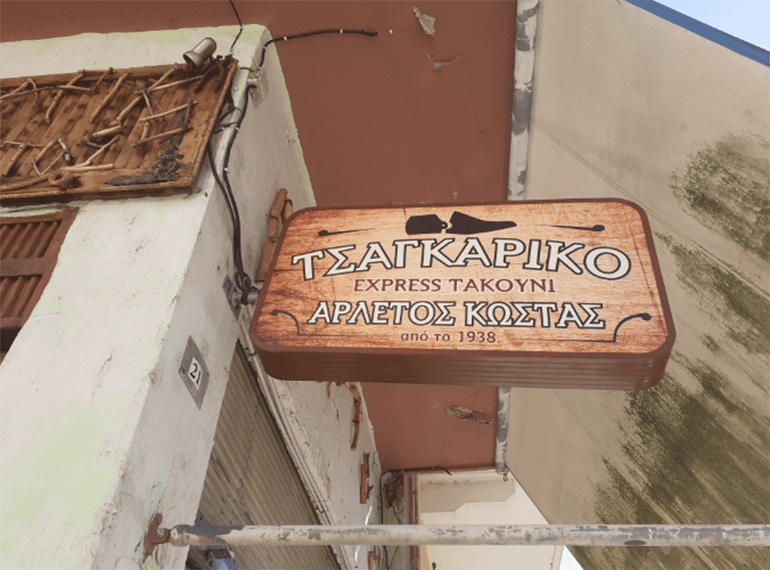 ΤΣΑΓΚΑΡΙΚΟ
EXPRESS ΤΑΚΟΥΝΙ
ΑΡΛΕΤΟΣ ΚΩΣΤΑΣ
από το 1938
21